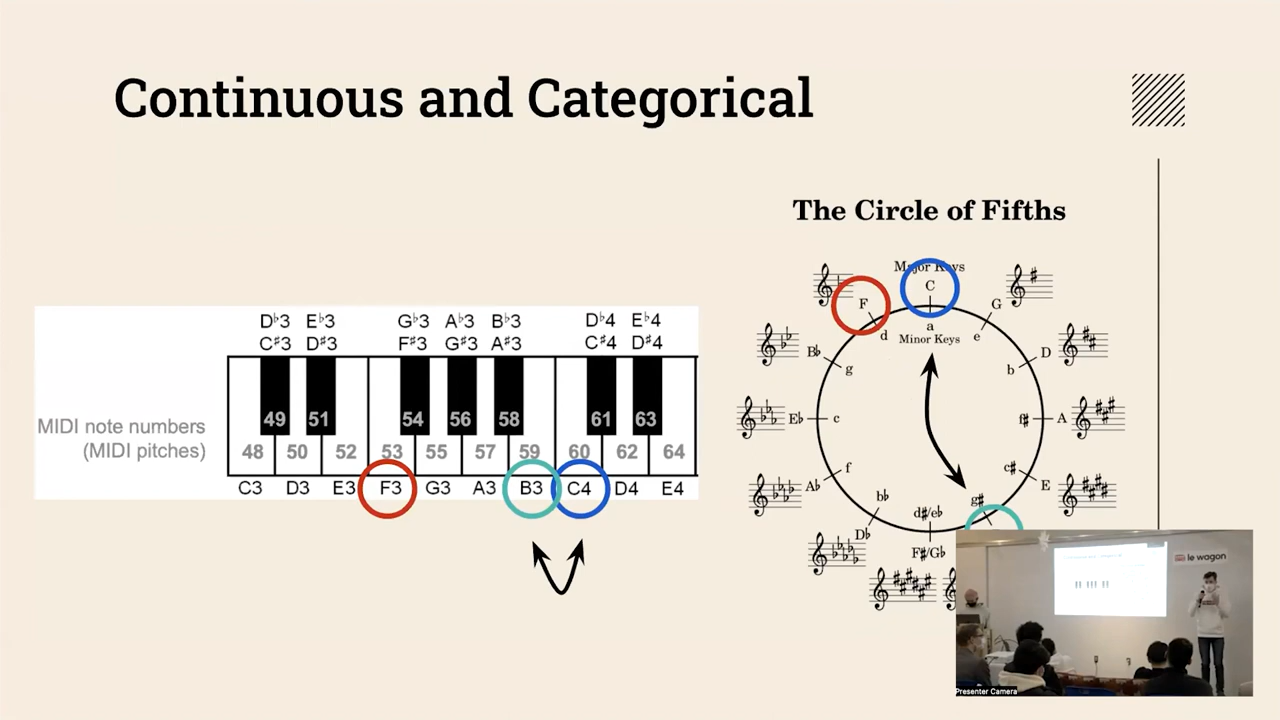 Continuous and Categorical
The Circle of Fifths
Major Keys
C
F
G
a
Minor Keys
d
e
B♭
g
D
b
E♭
c
A
f♯
A♭
f
E
c♯
D♭
b♭
g♯
d♯/e♭
F♯/G♭
D♭3 E♭3 G♭3 A♭3 B♭3 D♭4 E♭4
C♯3 D♯3 F♯3 G♯3 A♯3 C♯4 D♯4
49 51 54 56 58 61 63
MIDI note numbers
(MIDI pitches)
48 50 52 53 55 57 59 60 62 64
C3 D3 E3 F3 G3 A3 B3 C4 D4 E4
le wagon
Presenter Camera